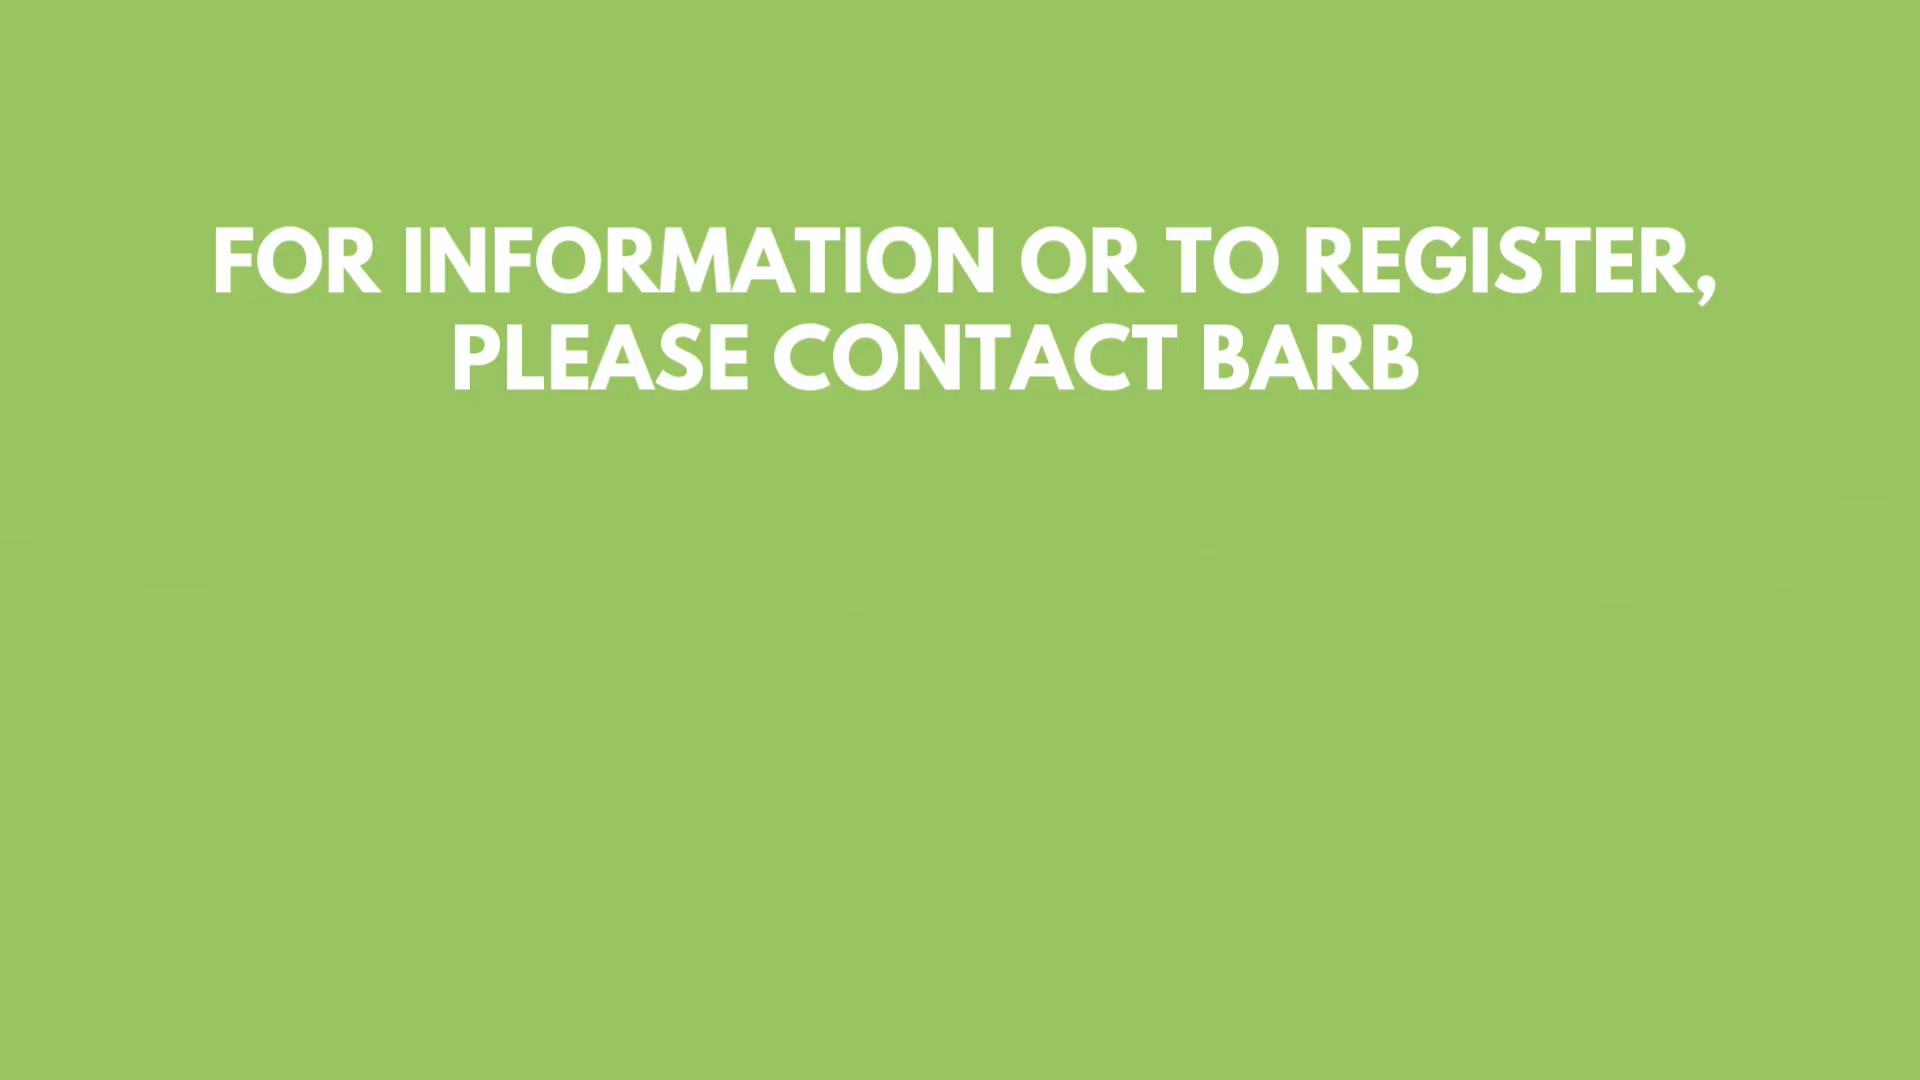 FOR INFORMATION OR TO REGISTER,
PLEASE CONTACT BARB